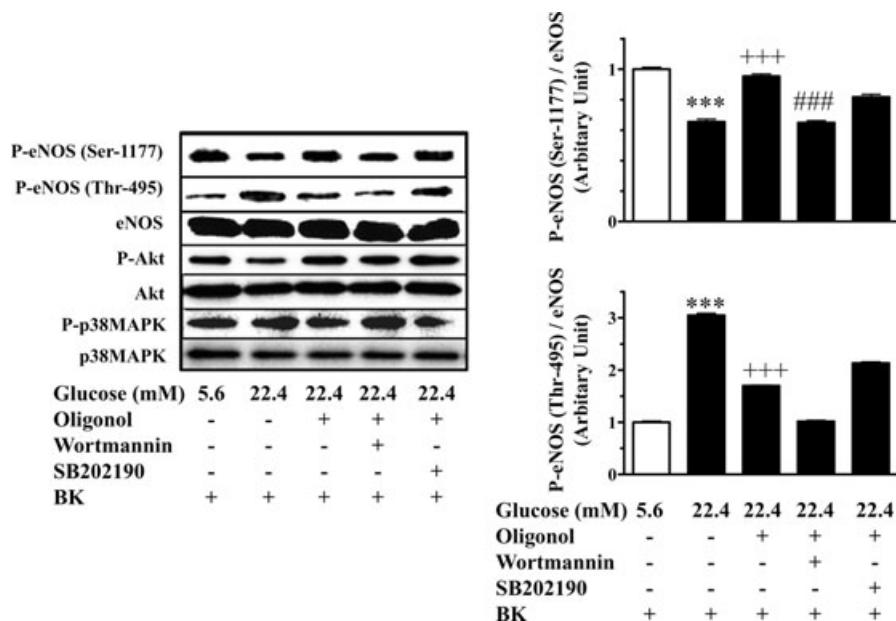 P-eNOS (Ser-1177)
P-eNOS (Thr-495)
eNOS
P-Akt
Akt
P-p38MAPK
p38MAPK
Glucose (mM) 5.6 22.4 22.4 22.4 22.4
Oligonol - - + + +
Wortmannin - - - + -
SB202190 - - - - +
BK + + + + +
P-eNOS (Ser-1177) / eNOS
(Arbitary Unit)
1
0
***
+++
###
P-eNOS (Thr-495) / eNOS
(Arbitary Unit)
3
2
1
0
***
+++
Glucose (mM) 5.6 22.4 22.4 22.4 22.4
Oligonol - - + + +
Wortmannin - - - + -
SB202190 - - - - +
BK + + + + +